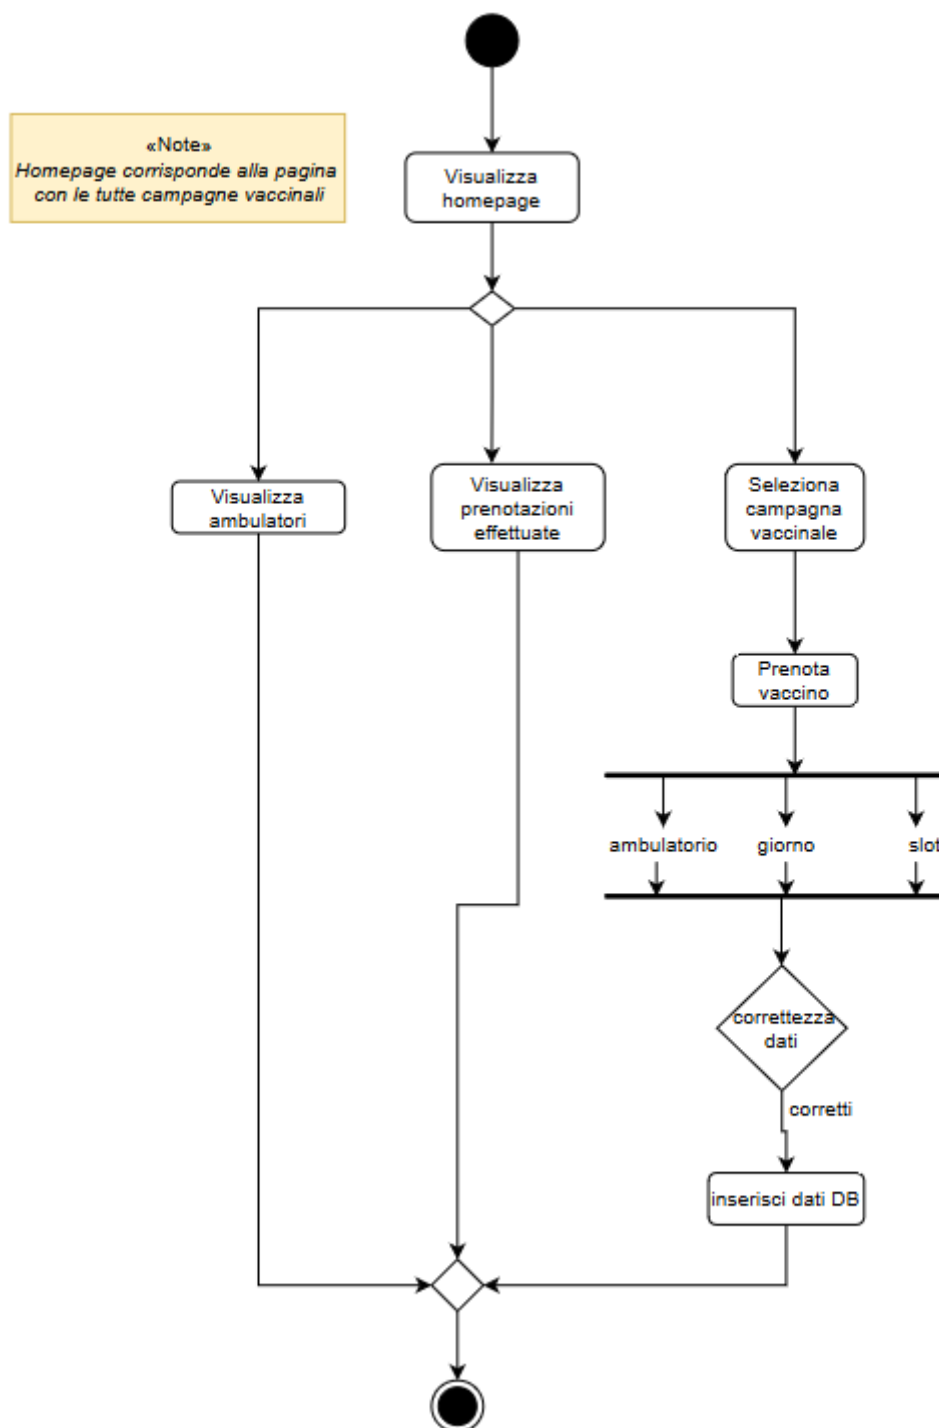 «Note»
Homepage corrisponde alla pagina
con le tutte campagne vaccinali
Visualizza
homepage
Visualizza
ambulatori
Visualizza
prenotazioni
effettuate
Seleziona
campagna
vaccinale
Prenota
vaccino
ambulatorio
giorno
slot
correttezza
dati
corretti
inserisci dati DB